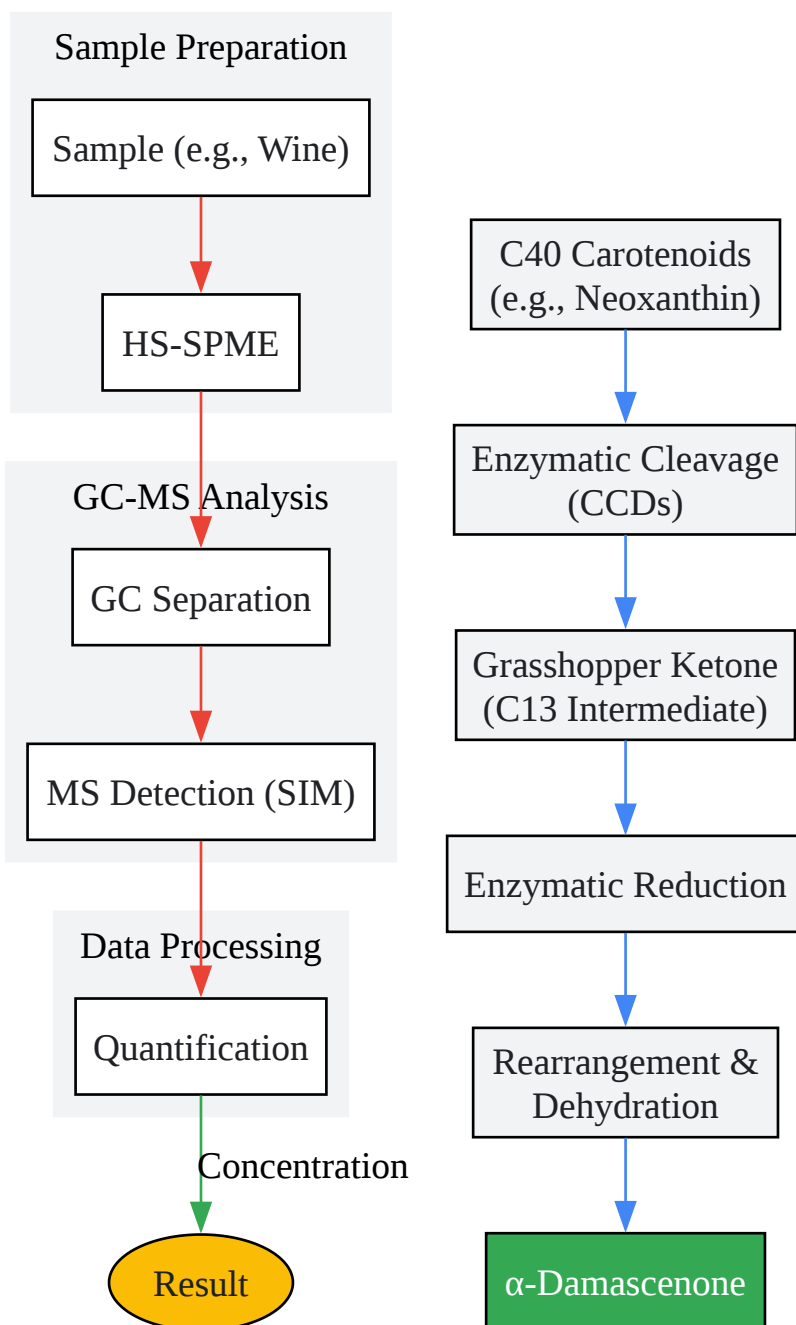 Sample Preparation
Sample (e.g., Wine)
HS-SPME
GC-MS Analysis
GC Separation
MS Detection (SIM)
Data Processing
Quantification
Concentration
Result
C40 Carotenoids
(e.g., Neoxanthin)
Enzymatic Cleavage
(CCDs)
Grasshopper Ketone
(C13 Intermediate)
Enzymatic Reduction
Rearrangement &
Dehydration
α-Damascenone